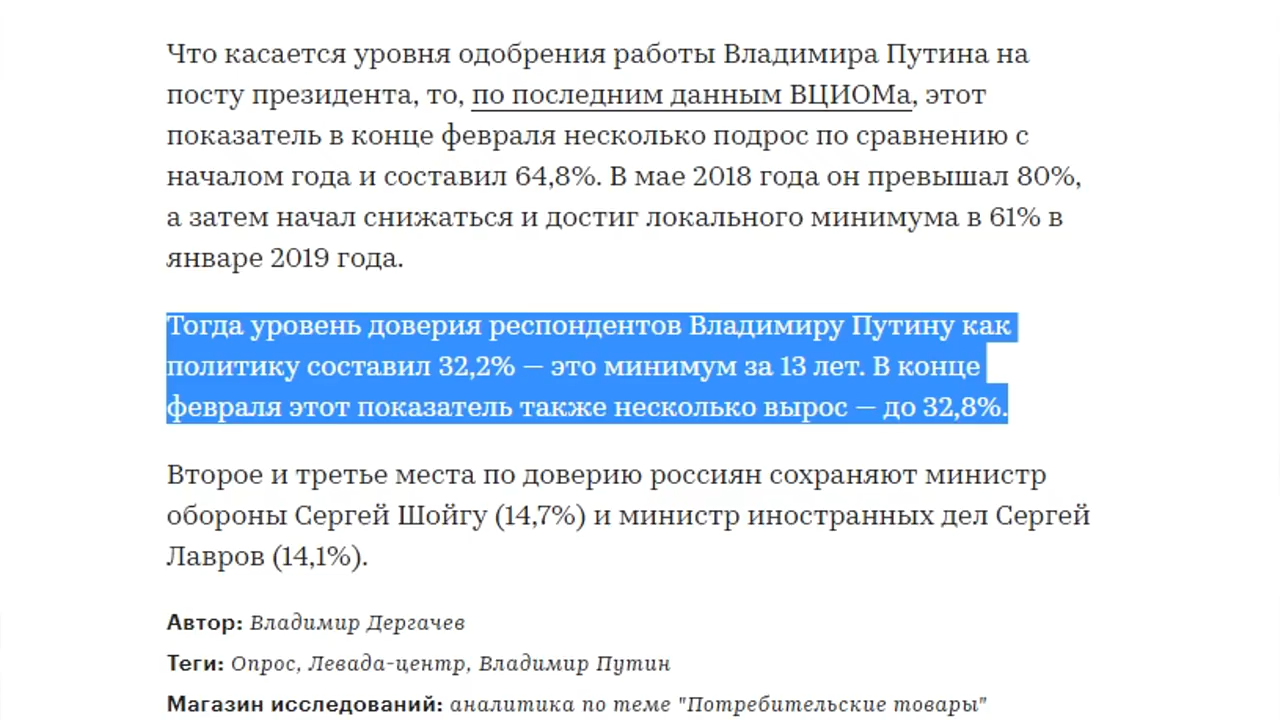 Что касается уровня одобрения работы Владимира Путина на
посту президента, то, по последним данным ВЦИОМа, этот
показатель в конце февраля несколько подрос по сравнению с
началом года и составил 64,8%. В мае 2018 года он превышал 80%,
а затем начал снижаться и достиг локального минимума в 61% в
январе 2019 года.
Тогда уровень доверия респондентов Владимиру Путину как
политику составил 32,2% — это минимум за 13 лет. В конце
февраля этот показатель также несколько вырос — до 32,8%.
Второе и третье места по доверию россиян сохраняют министр
обороны Сергей Шойгу (14,7%) и министр иностранных дел Сергей
Лавров (14,1%).
Автор: Владимир Дергачев
Теги: Опрос, Левада-центр, Владимир Путин
Магазин исследований: аналитика по теме "Потребительские товары"